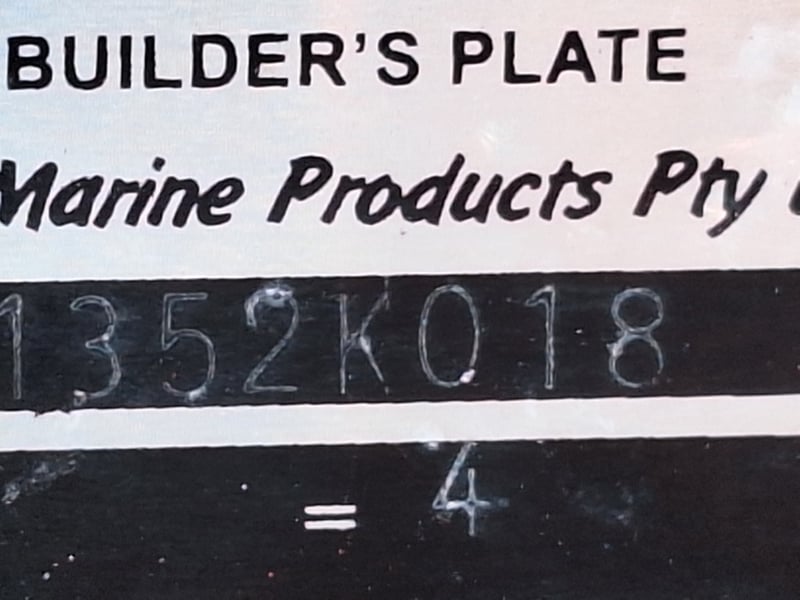 BUILDER'S PLATE
Marine Products Pty
1352K018
= 4